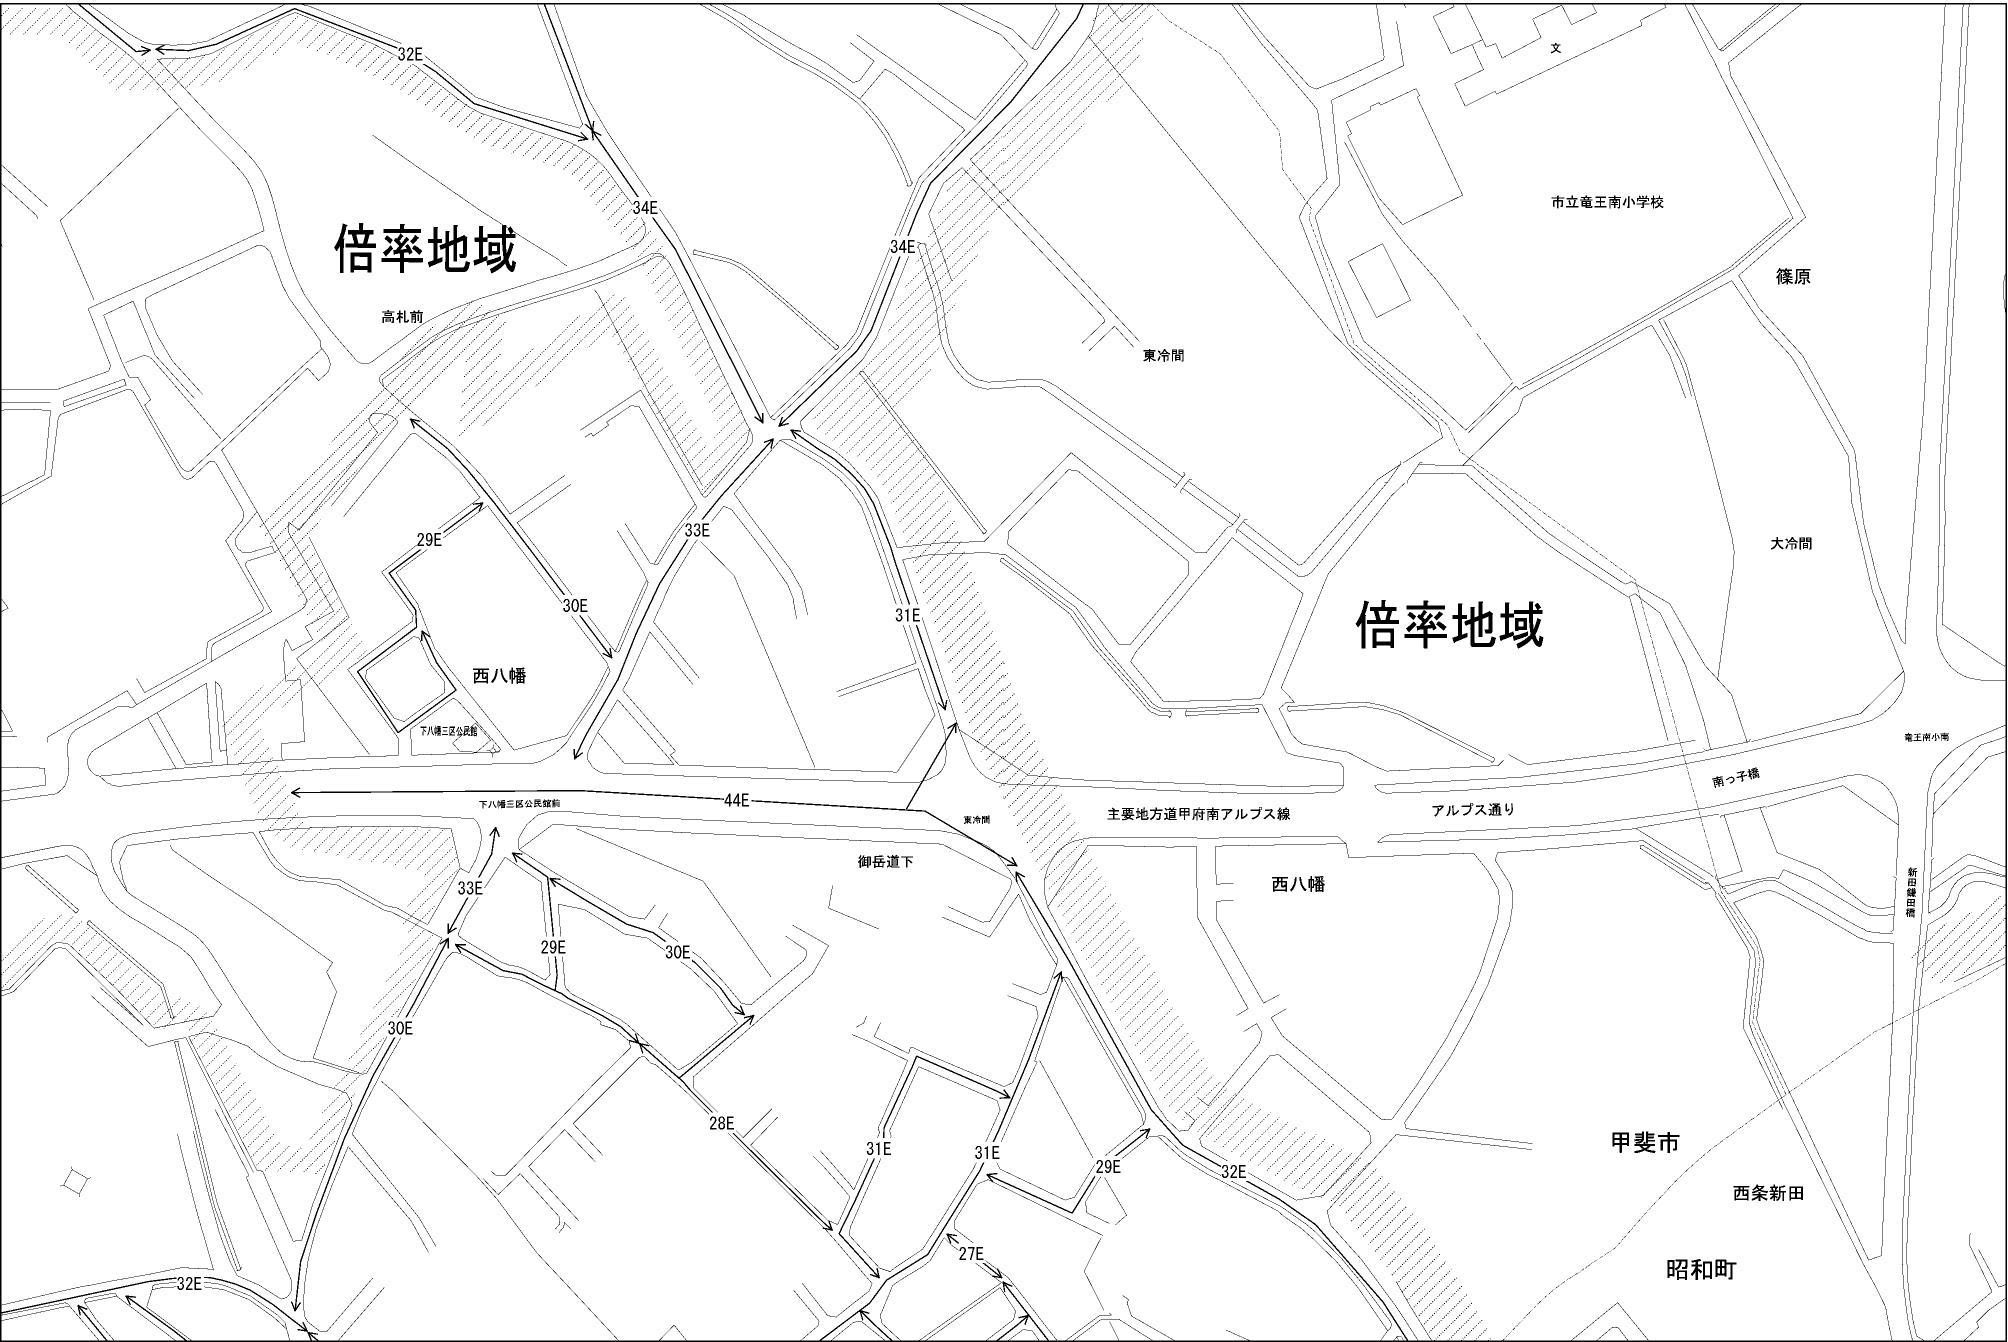 32E
文
市立竜王南小学校
34E
倍率地域
34E
篠原
高札前
東冷間
33E
29E
大冷間
30E
31E
倍率地域
西八幡
下八幡三区公民館
竜王南小南
南っ子橋
44E
下八幡三区公民館前
アルプス通り
主要地方道甲府南アルプス線
東冷間
御岳道下
西八幡
33E
新田鎌田橋
29E
30E
30E
28E
甲斐市
31E
31E
29E
32E
西条新田
27E
昭和町
32E